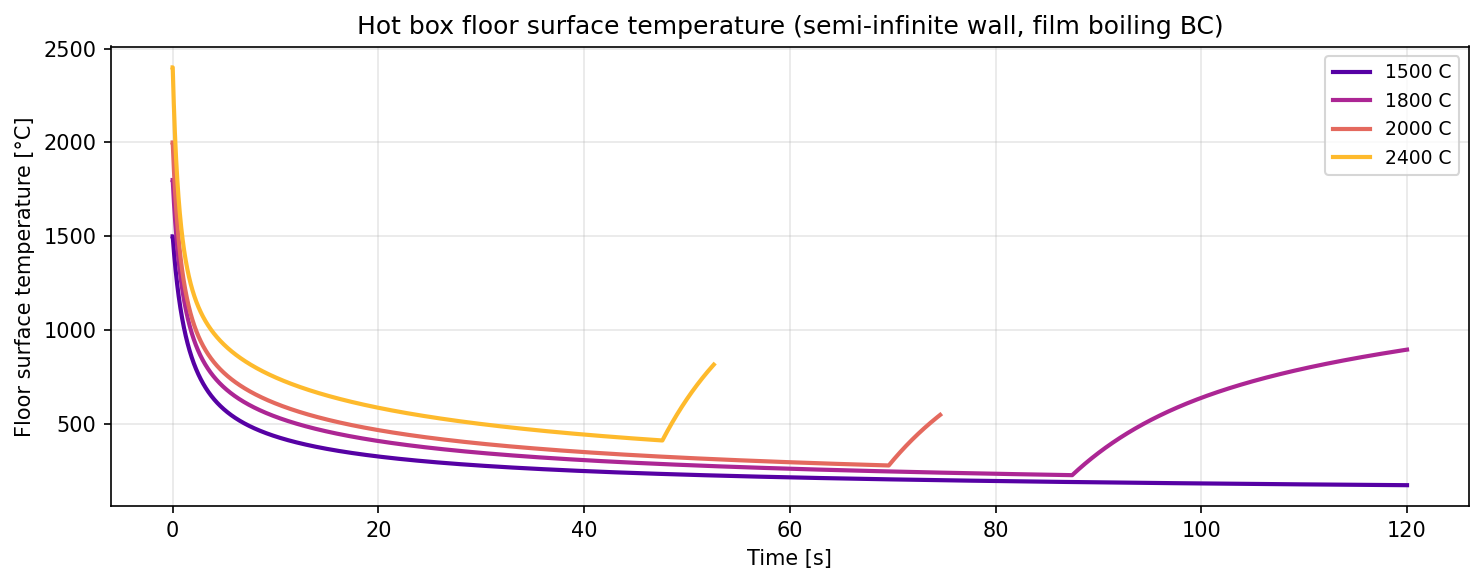 Hot box floor surface temperature (semi-infinite wall, film boiling BC)
Floor surface temperature [°C]
2500
2000
1500
1000
500
1500 C
1800 C
2000 C
2400 C
0
20
40
60
80
100
120
Time [s]